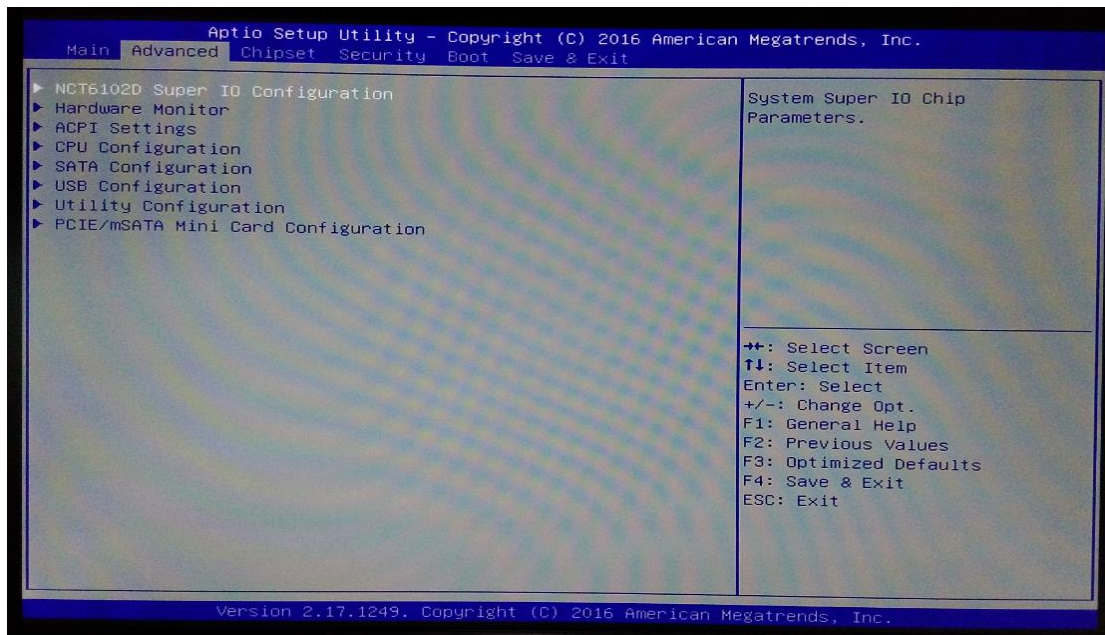 Aptio Setup Utility – Copyright (C) 2016 American Megatrends, Inc.
Main Advanced Chipset Security Boot Save & Exit
▶ NCT6102D Super IO Configuration
▶ Hardware Monitor
▶ ACPI Settings
▶ CPU Configuration
▶ SATA Configuration
▶ USB Configuration
▶ Utility Configuration
▶ PCIE/mSATA Mini Card Configuration
System Super IO Chip
Parameters.
→←: Select Screen
↑↓: Select Item
Enter: Select
+/-: Change Opt.
F1: General Help
F2: Previous Values
F3: Optimized Defaults
F4: Save & Exit
ESC: Exit
Version 2.17.1249. Copyright (C) 2016 American Megatrends, Inc.